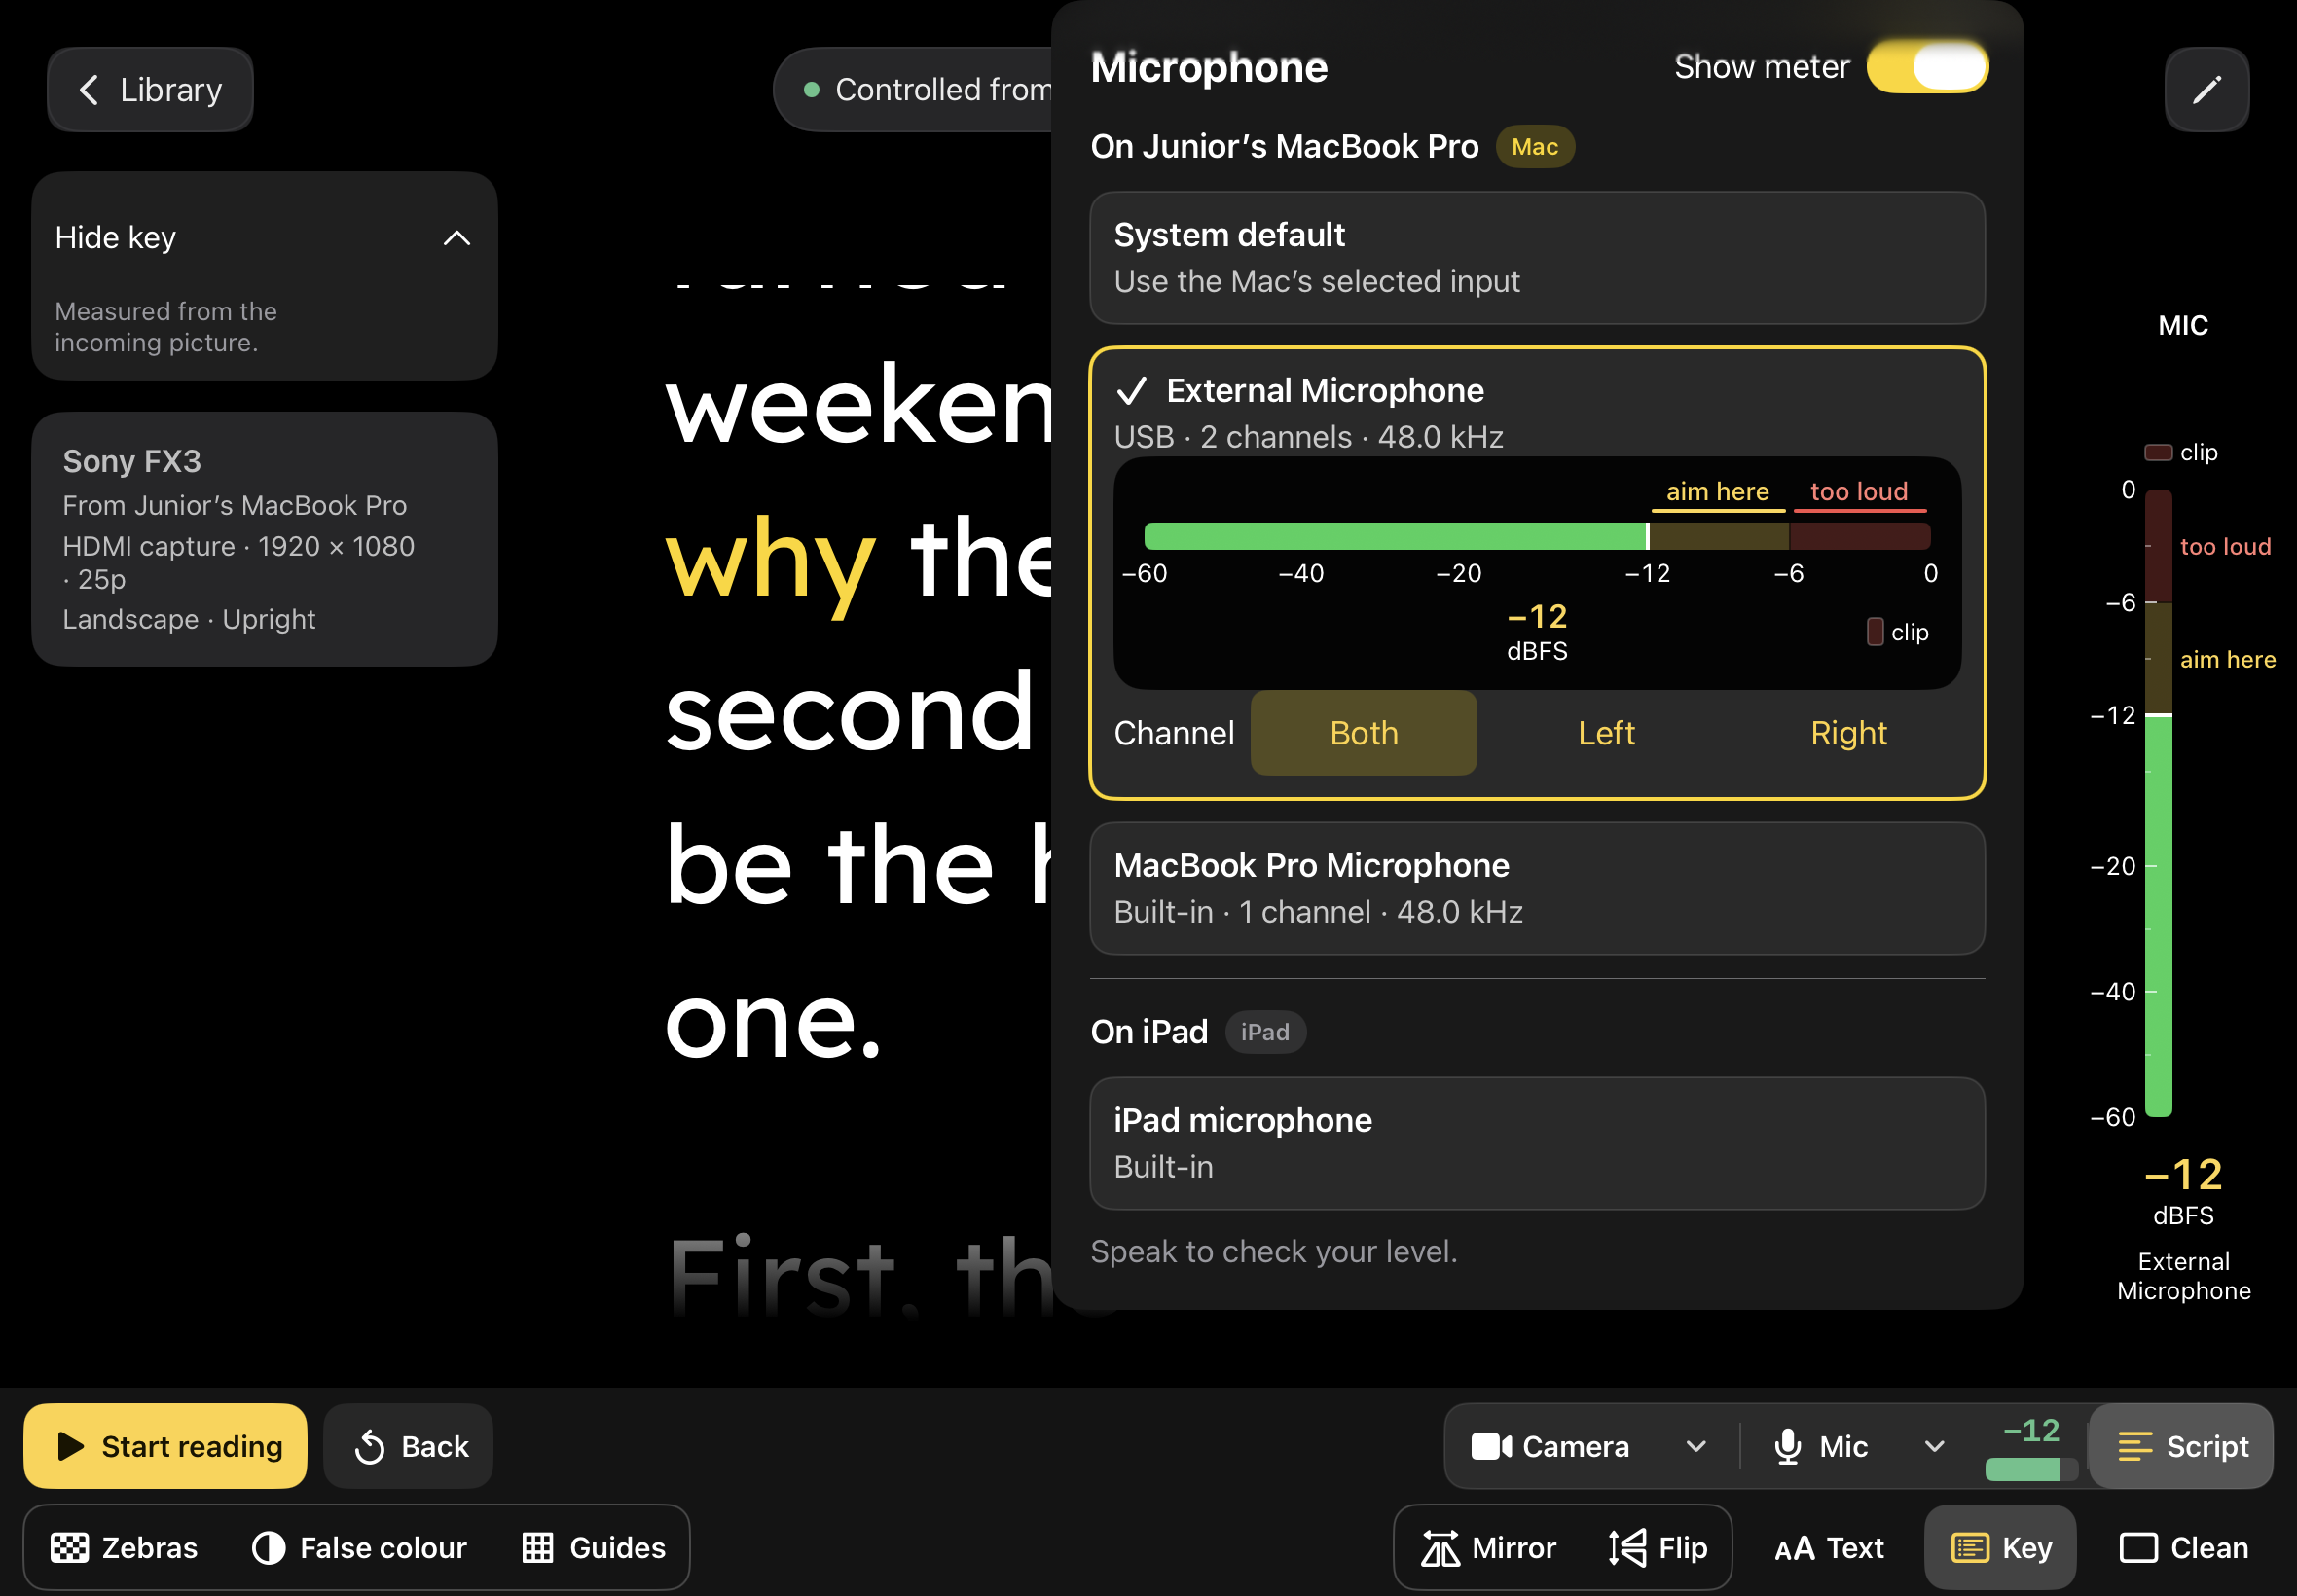 Library
Controlled from
Hide key
Measured from the
incoming picture.
Sony FX3
From Junior’s MacBook Pro
HDMI capture · 1920 × 1080
· 25p
Landscape · Upright
weeken
why the
second
be the
one.
First, th
Microphone
Show meter
On Junior’s MacBook Pro Mac
System default
Use the Mac’s selected input
External Microphone
USB · 2 channels · 48.0 kHz
aim here too loud
−60 −40 −20 −12 −6 0
−12
dBFS
clip
Channel Both Left Right
MacBook Pro Microphone
Built-in · 1 channel · 48.0 kHz
On iPad iPad
iPad microphone
Built-in
Speak to check your level.
MIC
clip
0
too loud
−6
aim here
−12
−20
−40
−60
−12
dBFS
External
Microphone
Start reading Back
Camera Mic −12 Script
Zebras False colour Guides
Mirror Flip AA Text Key Clean